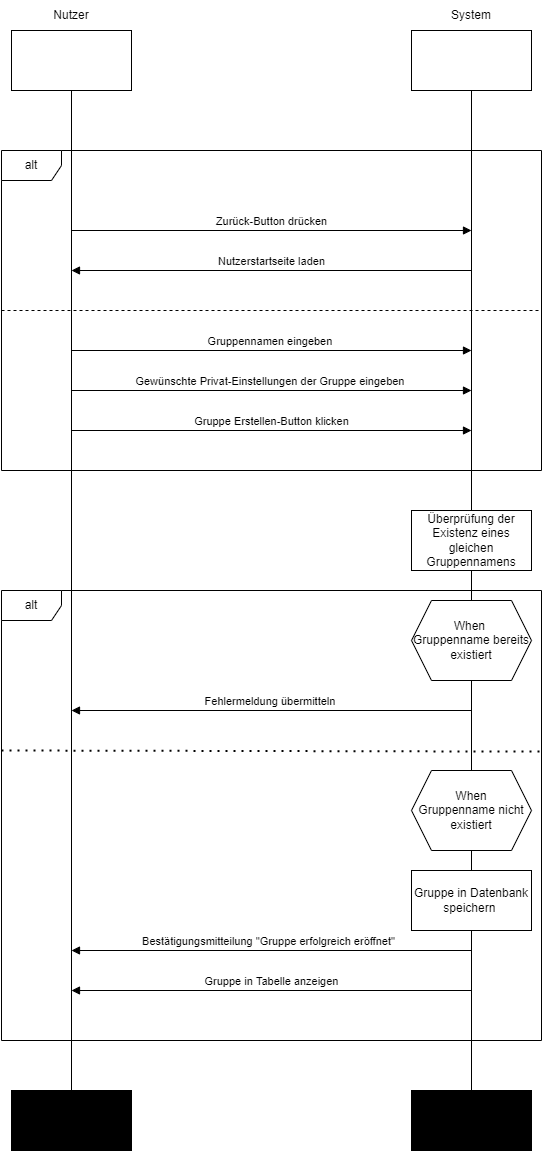 Nutzer
System
alt
Zurück-Button drücken
Nutzerstartseite laden
Gruppennamen eingeben
Gewünschte Privat-Einstellungen der Gruppe eingeben
Gruppe Erstellen-Button klicken
Überprüfung der
Existenz eines
gleichen
Gruppennamens
alt
When
Gruppenname bereits
existiert
Fehlermeldung übermitteln
When
Gruppenname nicht
existiert
Gruppe in Datenbank
speichern
Bestätigungsmitteilung "Gruppe erfolgreich eröffnet"
Gruppe in Tabelle anzeigen